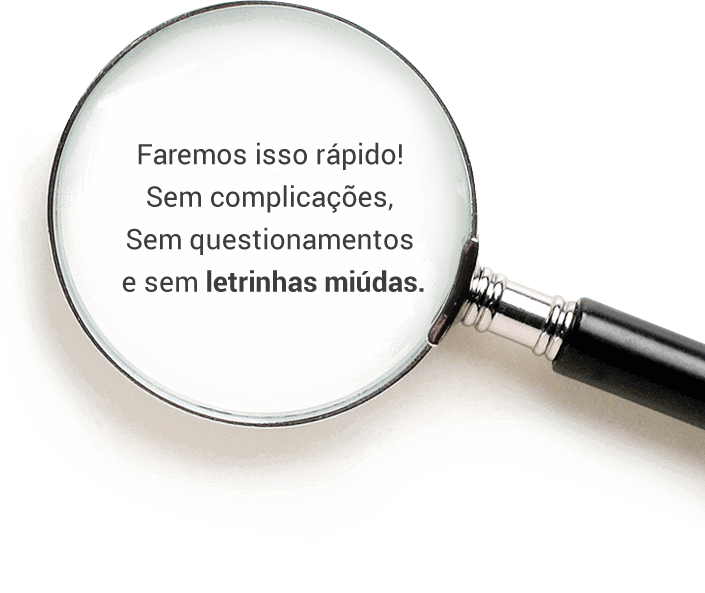 Faremos isso rápido!
Sem complicações,
Sem questionamentos
e sem letrinhas miúdas.